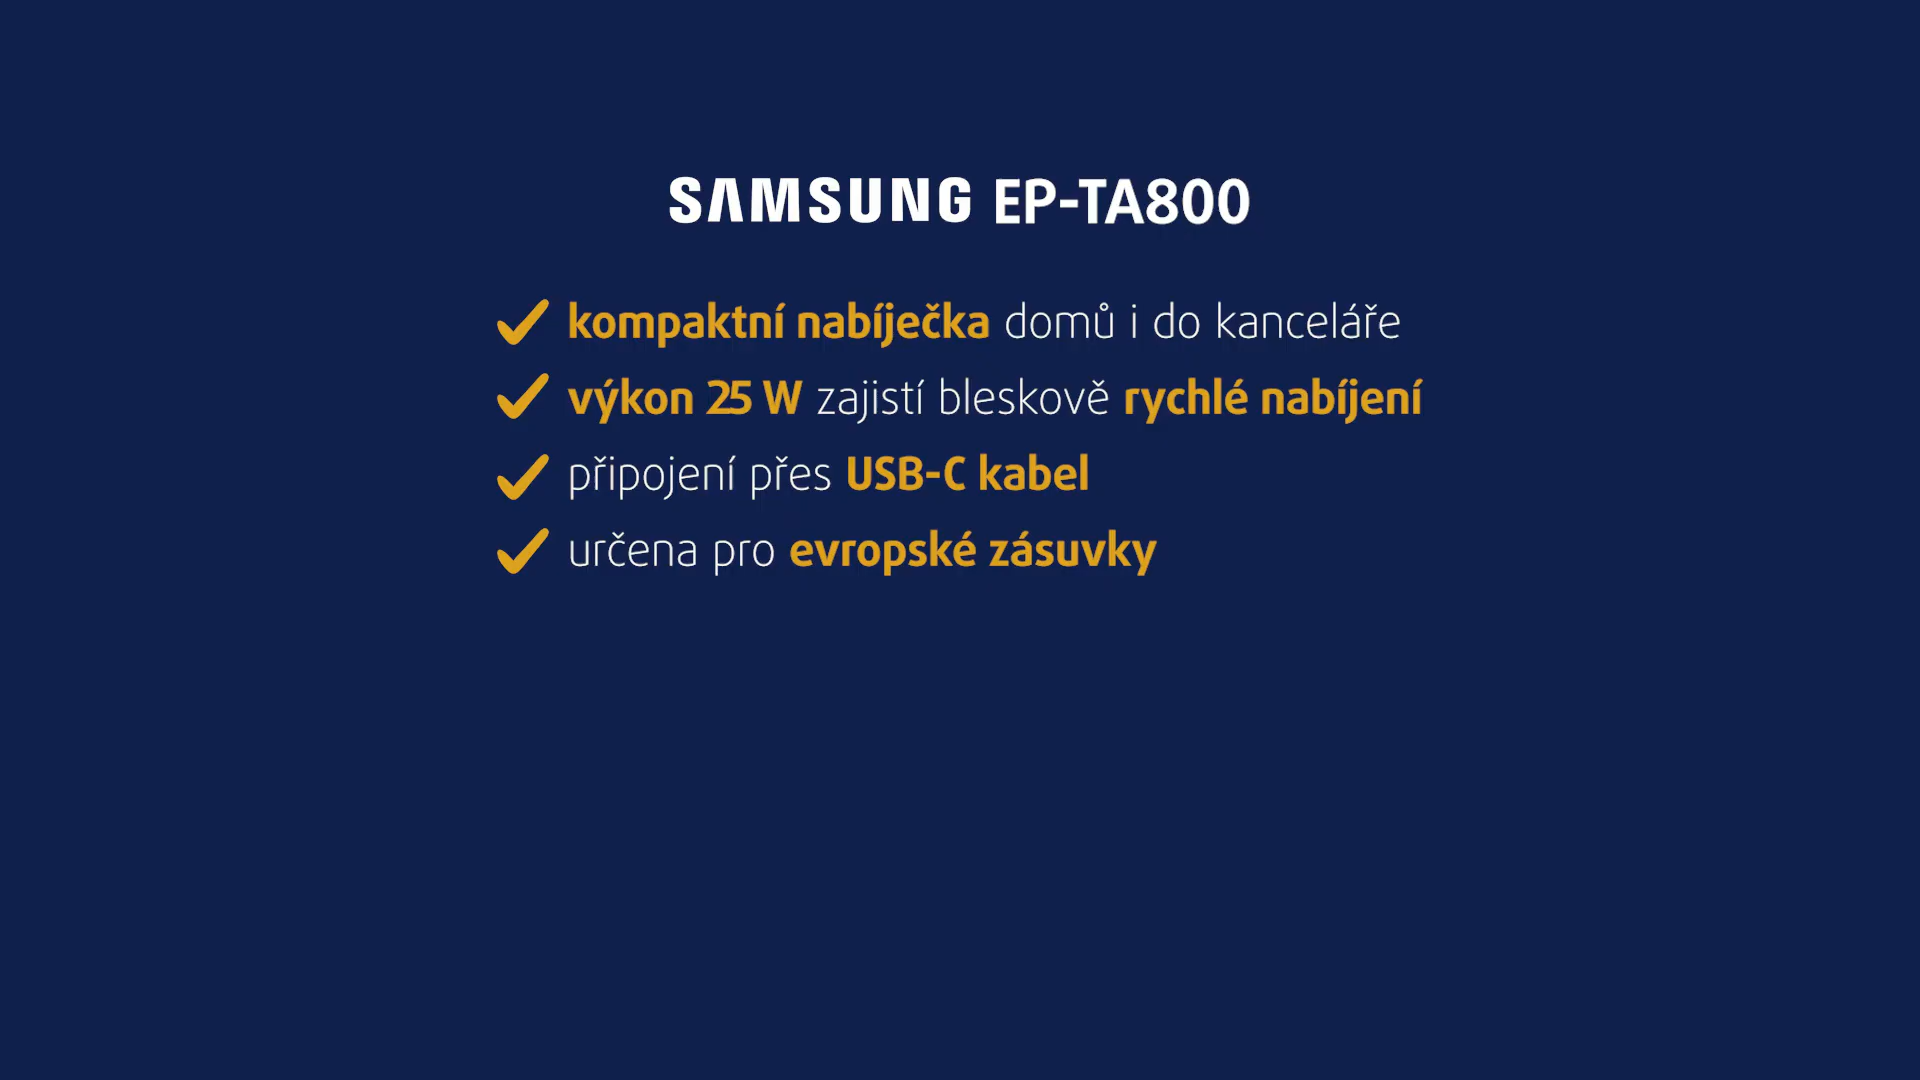 SAMSUNG EP-TA800
kompaktní nabíječka domů i do kanceláře
výkon 25 W zajistí bleskově rychlé nabíjení
připojení přes USB-C kabel
určena pro evropské zásuvky